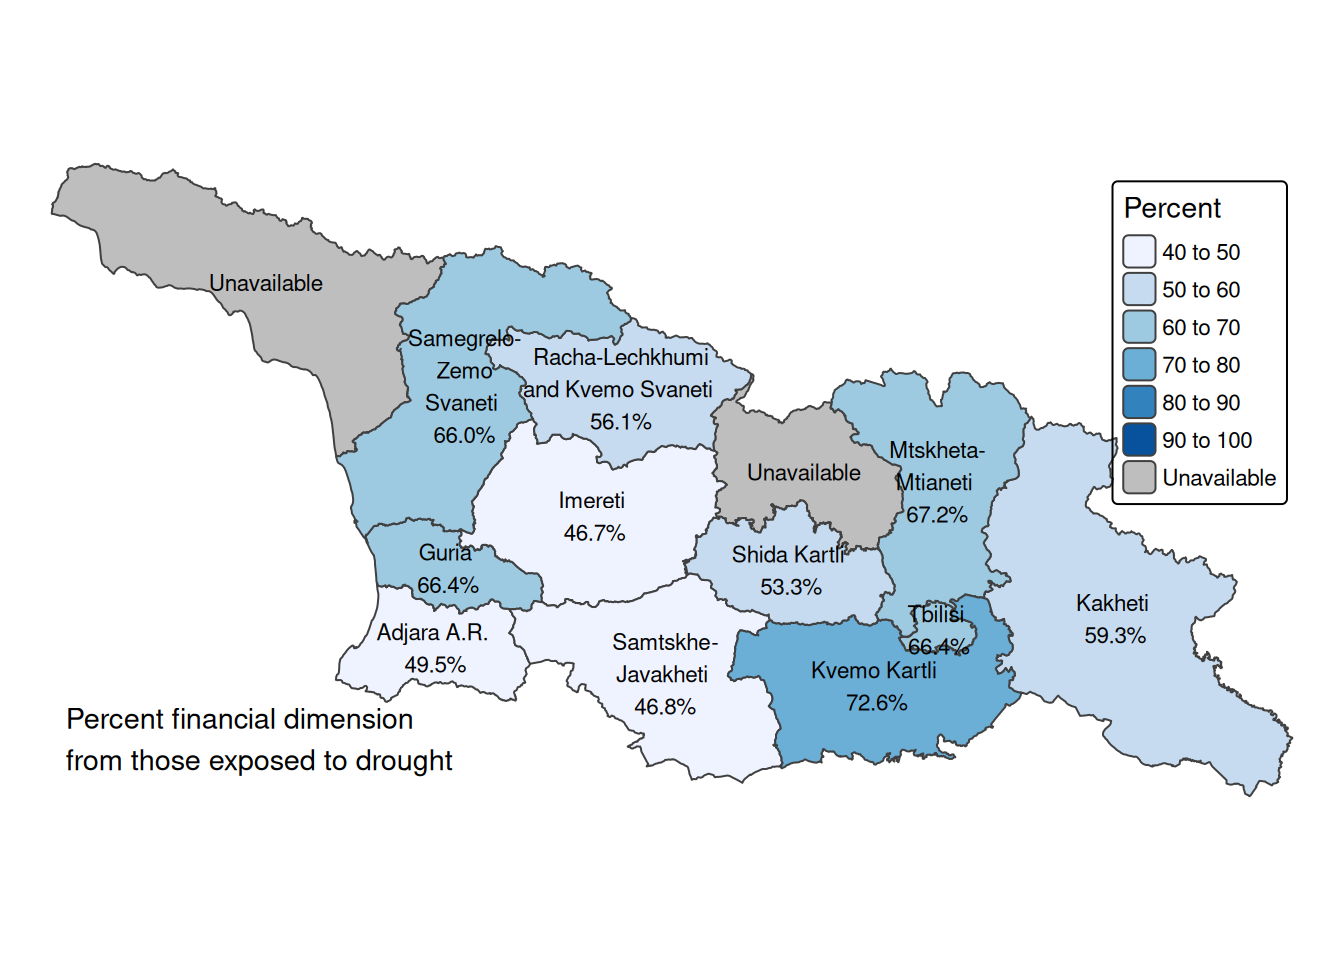 Unavailable
Samegrelo-
Zemo
Svaneti
66.0%
Racha-Lechkhumi
and Kvemo Svaneti
56.1%
Imereti
46.7%
Unavailable
Mtskheta-
Mtianeti
67.2%
Guria
66.4%
Shida Kartli
53.3%
Adjara A.R.
49.5%
Samtskhe-
Javakheti
46.8%
Tbilisi
66.4%
Kvemo Kartli
72.6%
Kakheti
59.3%
Percent
40 to 50
50 to 60
60 to 70
70 to 80
80 to 90
90 to 100
Unavailable
Percent financial dimension
from those exposed to drought